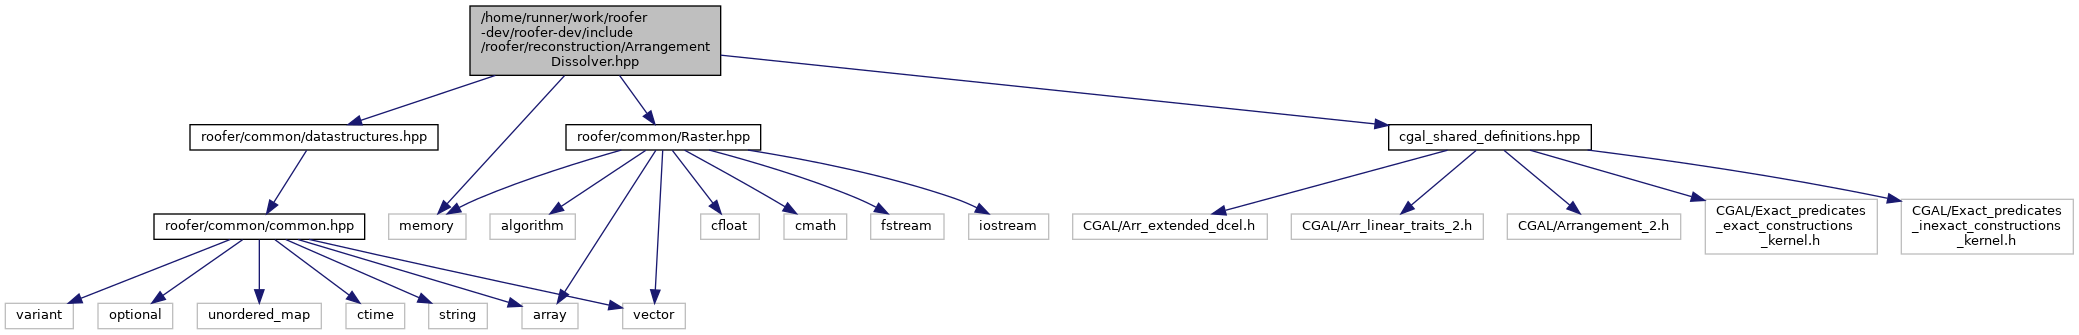 /home/runner/work/roofer
-dev/roofer-dev/include
/roofer/reconstruction/Arrangement
Dissolver.hpp
roofer/common/datastructures.hpp
roofer/common/Raster.hpp
cgal_shared_definitions.hpp
roofer/common/common.hpp
memory
algorithm
cfloat
cmath
fstream
iostream
CGAL/Arr_extended_dcel.h
CGAL/Arr_linear_traits_2.h
CGAL/Arrangement_2.h
CGAL/Exact_predicates
_exact_constructions
_kernel.h
CGAL/Exact_predicates
_inexact_constructions
_kernel.h
variant
optional
unordered_map
ctime
string
array
vector